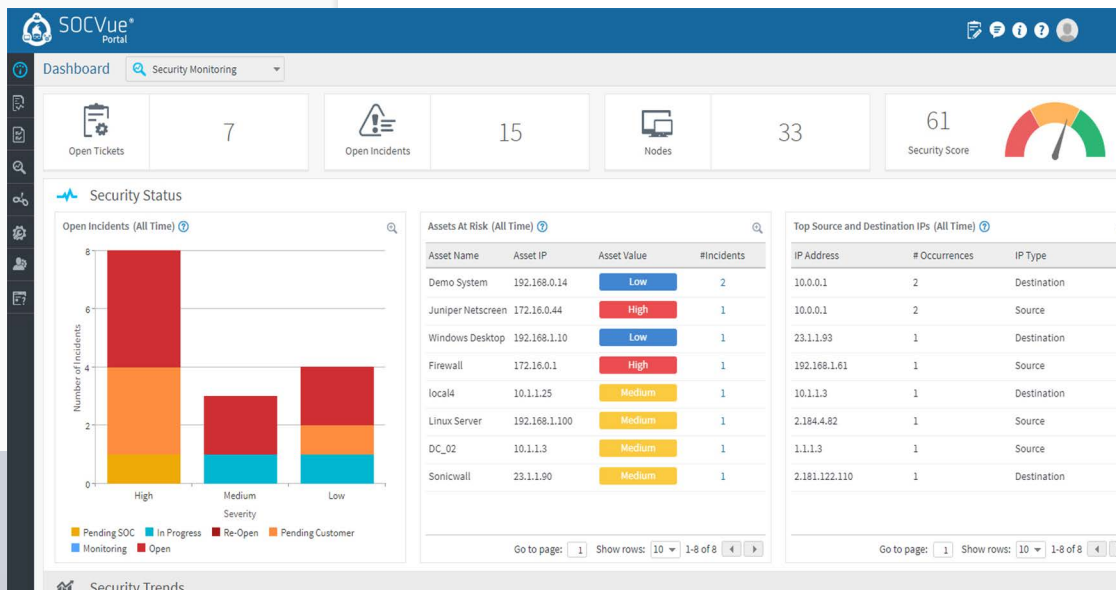 SOCVue®
Portal
Dashboard Security Monitoring
Open Tickets 7
Open Incidents 15
Nodes 33
61
Security Score
Security Status
Open Incidents (All Time)
8
6
4
2
0
Number of Incidents
High Medium Low
Severity
Pending SOC In Progress Re-Open Pending Customer
Monitoring Open
Assets At Risk (All Time)
Asset Name Asset IP Asset Value #Incidents
Demo System 192.168.0.14 Low 2
Juniper Netscreen 172.16.0.44 High 1
Windows Desktop 192.168.1.10 Low 1
Firewall 172.16.0.1 High 1
local4 10.1.1.25 Medium 1
Linux Server 192.168.1.100 Medium 1
DC_02 10.1.1.3 Medium 1
Sonicwall 23.1.1.90 Medium 1
Go to page: 1 Show rows: 10 1-8 of 8
Top Source and Destination IPs (All Time)
IP Address # Occurrences IP Type
10.0.0.1 2 Destination
10.0.0.1 2 Source
23.1.1.93 1 Destination
192.168.1.61 1 Source
10.1.1.3 1 Destination
2.184.4.82 1 Source
1.1.1.3 1 Source
2.181.122.110 1 Destination
Go to page: 1 Show rows: 10 1-8 of 8
Security Trends